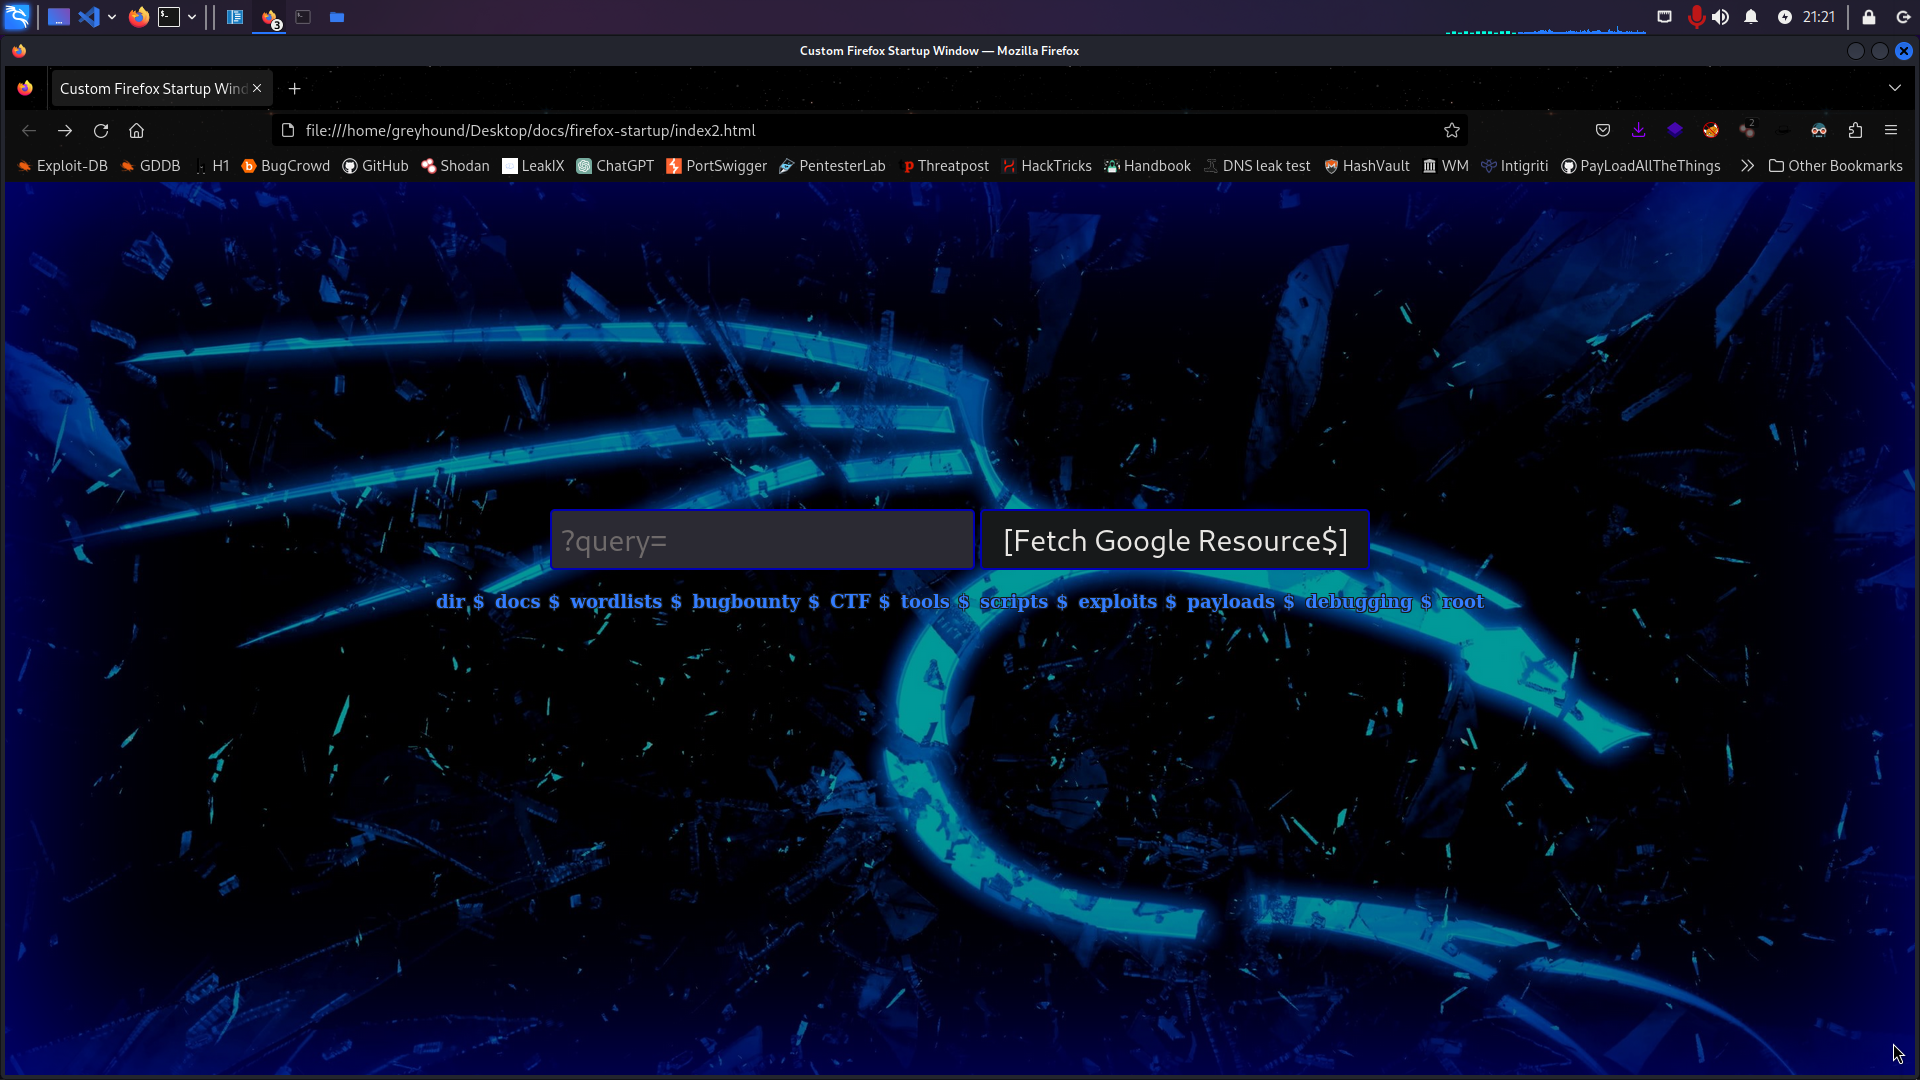 3
21:21
Custom Firefox Startup Window — Mozilla Firefox
Custom Firefox Startup Wind
file:///home/greyhound/Desktop/docs/firefox-startup/index2.html
2
Exploit-DB GDDB H1 BugCrowd GitHub Shodan LeakIX ChatGPT PortSwigger PentesterLab Threatpost HackTricks Handbook DNS leak test HashVault WM Intigriti PayLoadAllTheThings Other Bookmarks
?query= [Fetch Google Resource$]
dir $ docs $ wordlists $ bugbounty $ CTF $ tools $ scripts $ exploits $ payloads $ debugging $ root